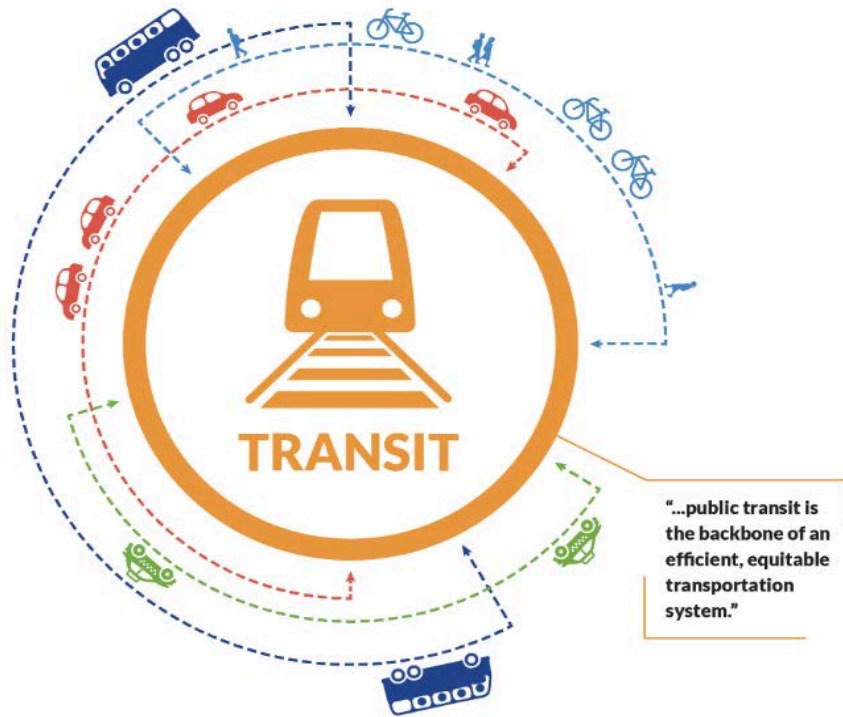 TRANSIT
“...public transit is
the backbone of an
efficient, equitable
transportation
system.”